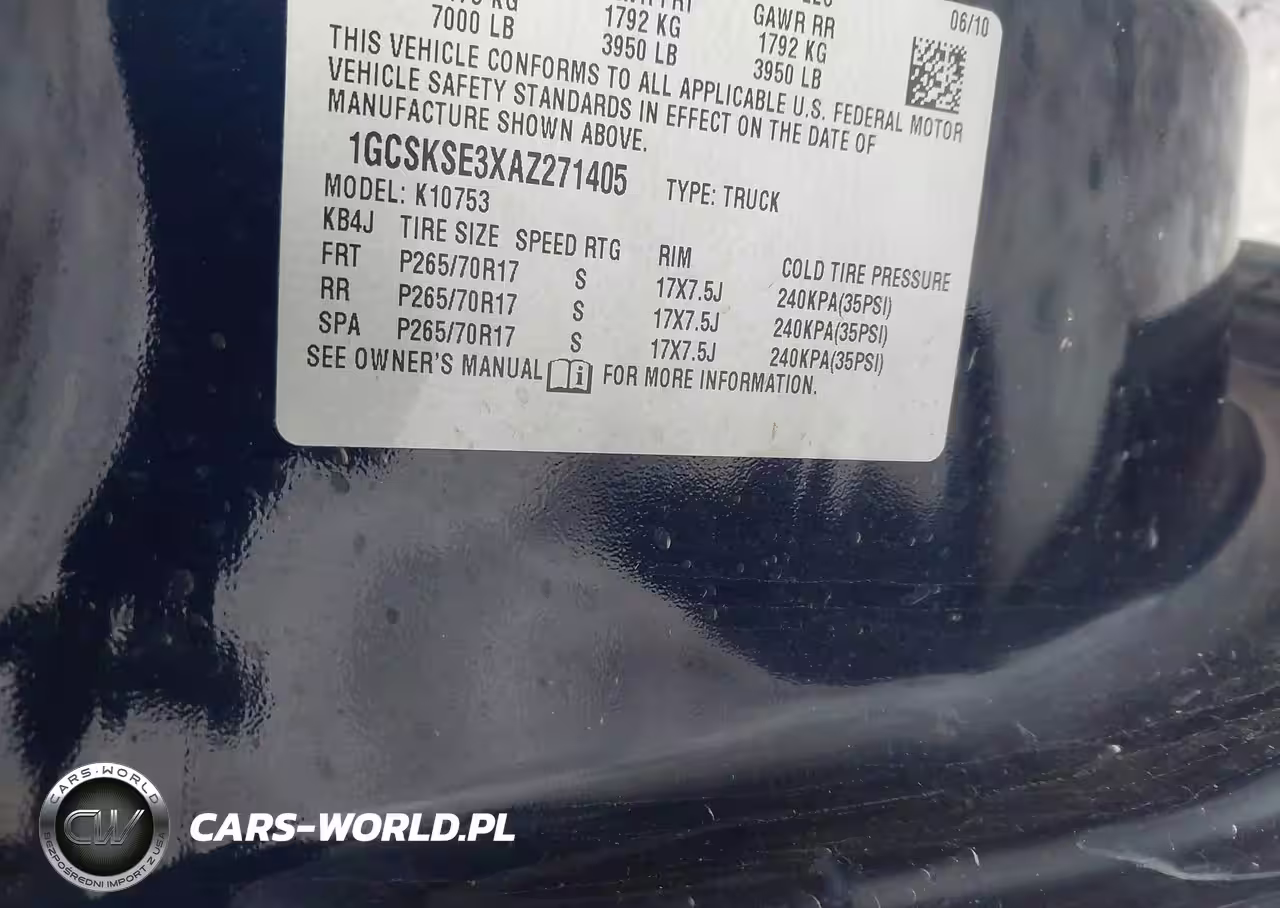 06/10
7000 LB
1792 KG
3950 LB
GAWR RR
1792 KG
3950 LB
THIS VEHICLE CONFORMS TO ALL APPLICABLE U.S. FEDERAL MOTOR
VEHICLE SAFETY STANDARDS IN EFFECT ON THE DATE OF
MANUFACTURE SHOWN ABOVE.
1GCSKSE3XAZ271405 TYPE: TRUCK
MODEL: K10753
KB4J TIRE SIZE SPEED RTG RIM COLD TIRE PRESSURE
FRT P265/70R17 S 17X7.5J 240KPA(35PSI)
RR P265/70R17 S 17X7.5J 240KPA(35PSI)
SPA P265/70R17 S 17X7.5J 240KPA(35PSI)
SEE OWNER'S MANUAL i FOR MORE INFORMATION.
CARS-WORLD
CW
BEZPOŚREDNI IMPORT Z USA
CARS-WORLD.PL